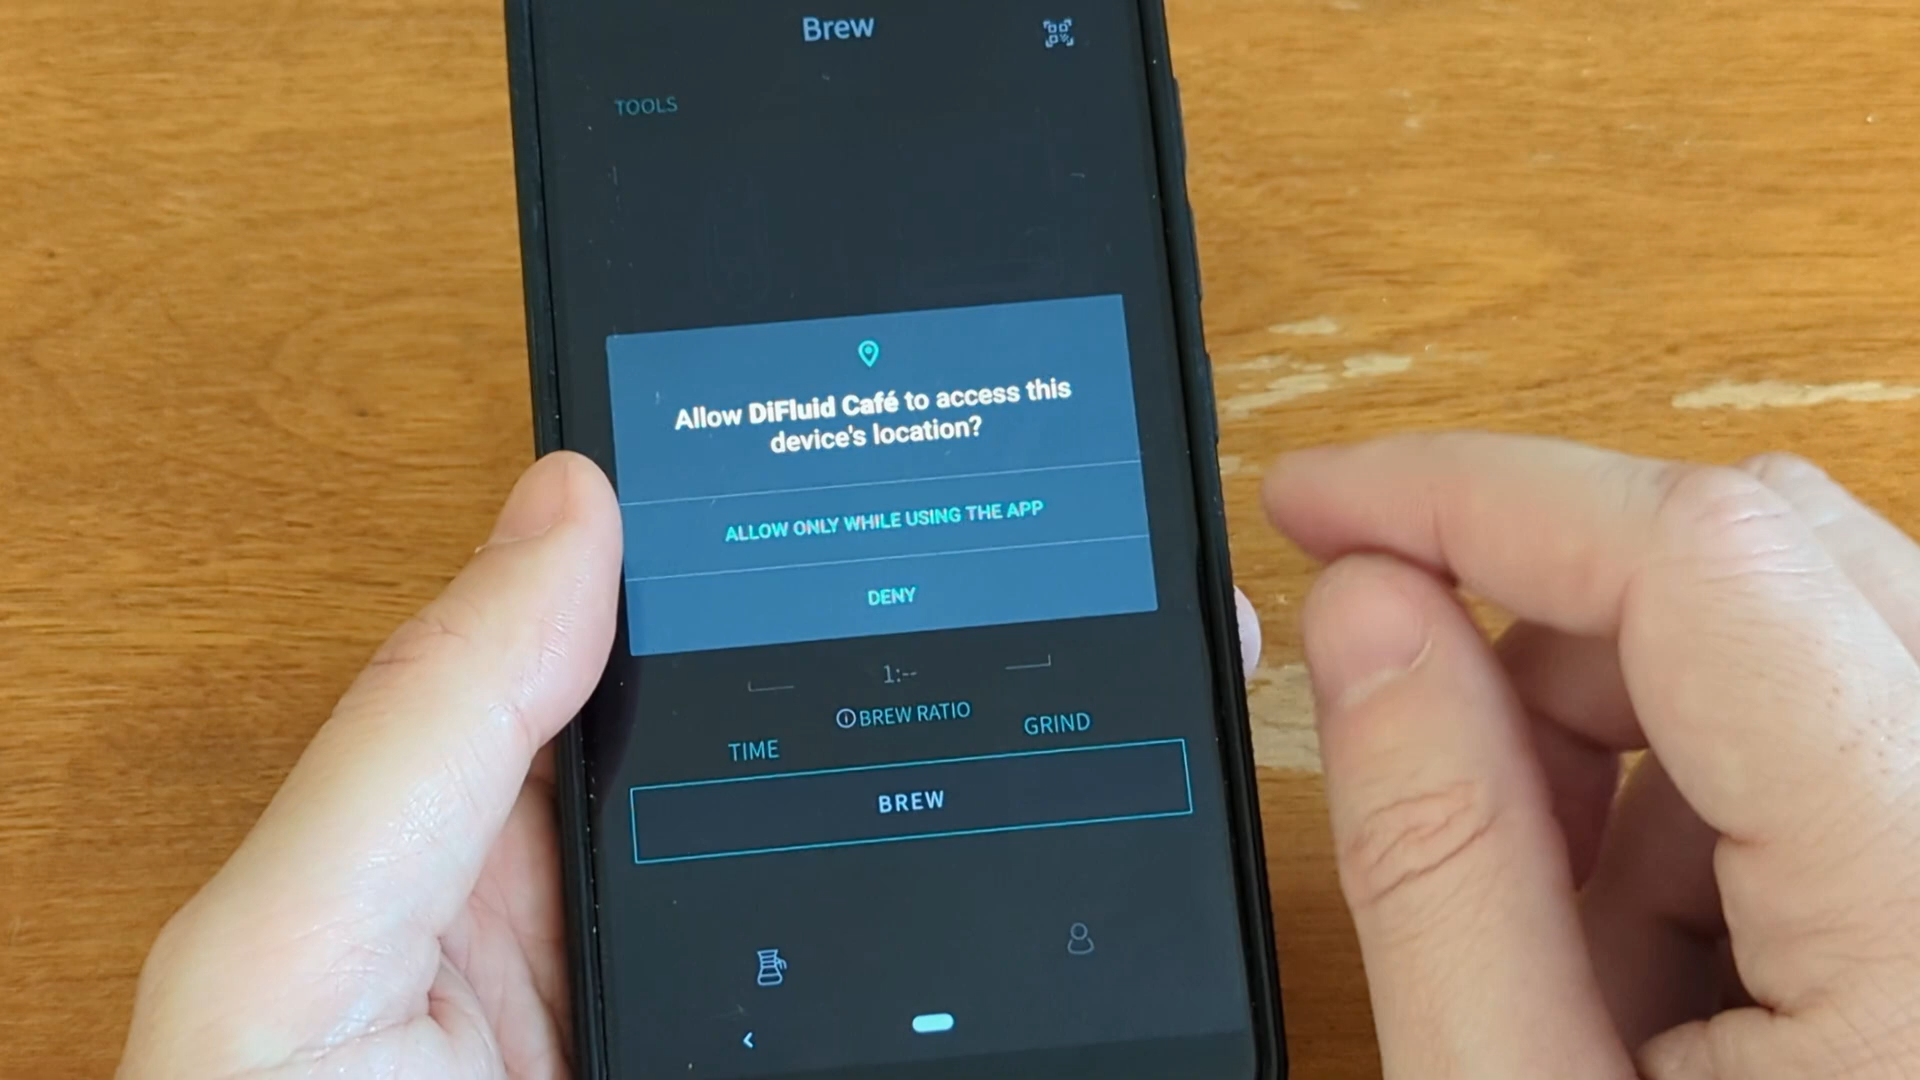 Brew
TOOLS
Allow DiFluid Café to access this
device's location?
ALLOW ONLY WHILE USING THE APP
DENY
1:--
BREW RATIO
TIME
GRIND
BREW